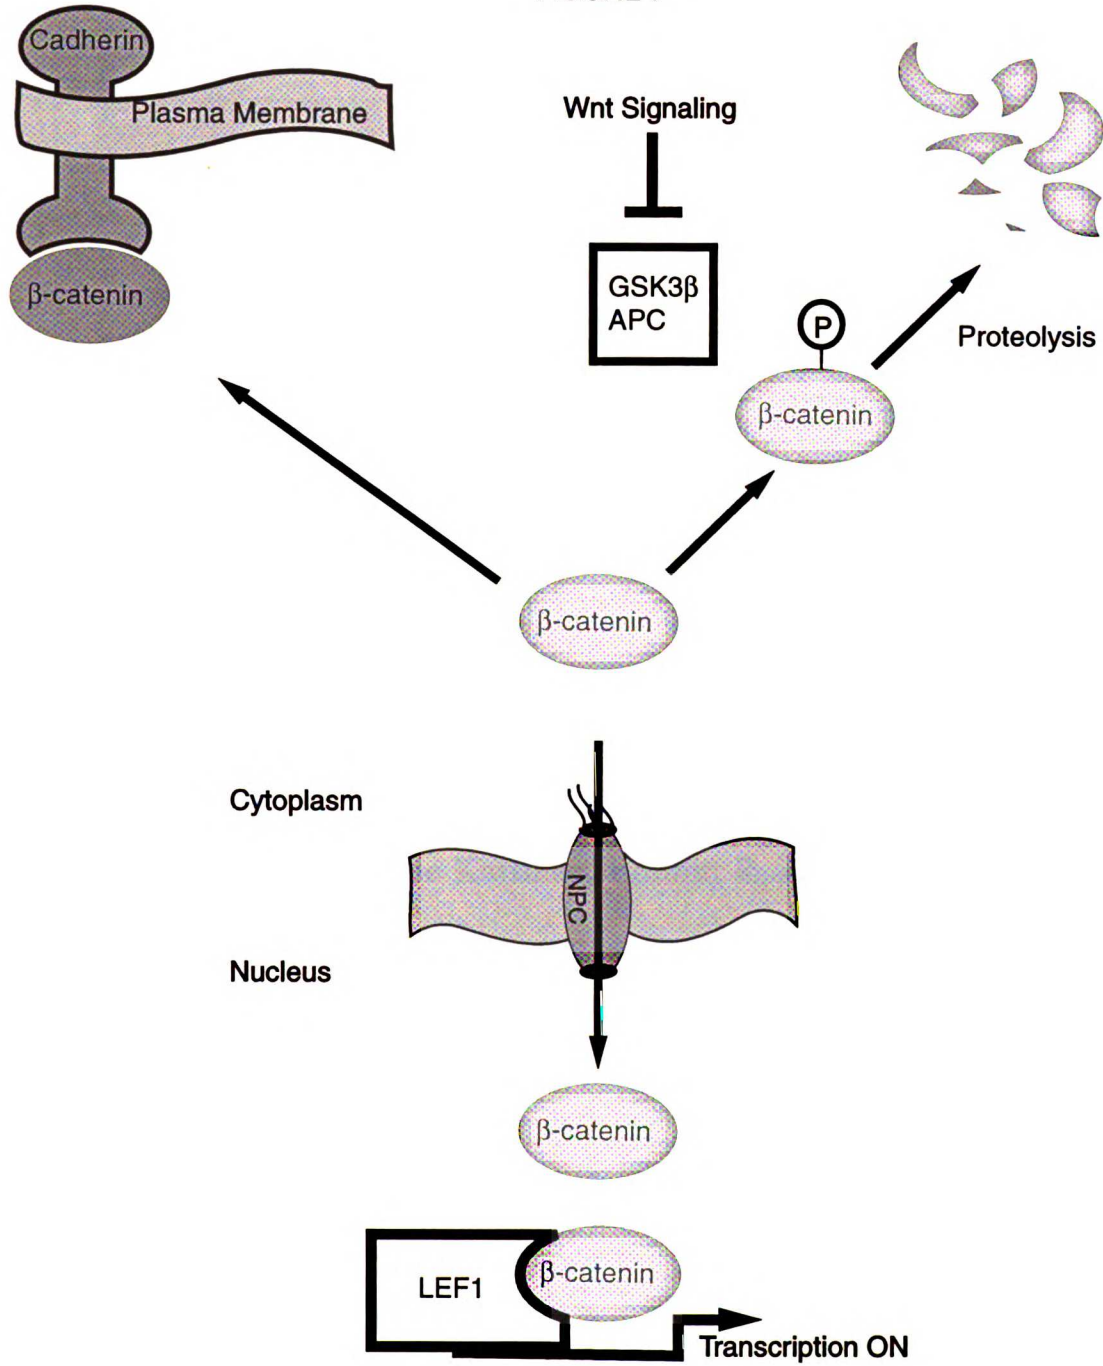 Cadherin
Plasma Membrane
β-catenin
Wnt Signaling
GSK3β
APC
P
β-catenin
Proteolysis
β-catenin
Cytoplasm
NPC
Nucleus
β-catenin
LEF1
β-catenin
Transcription ON